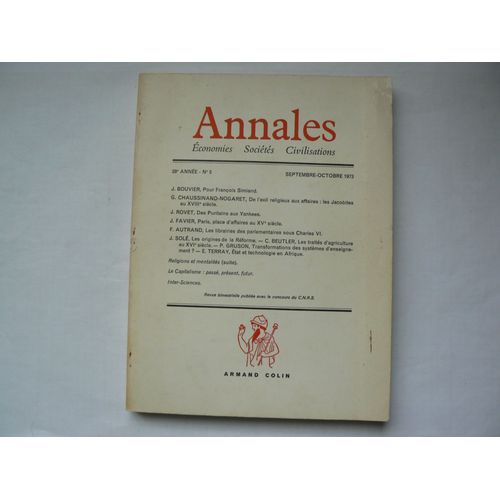 Annales
Économies Sociétés Civilisations
28e ANNÉE - N° 5 SEPTEMBRE-OCTOBRE 1973
J. BOUVIER, Pour François Simiand.
G. CHAUSSINAND-NOGARET, De l'exil religieux aux affaires : les Jacobites
au XVIIIe siècle.
J. ROVET, Des Puritains aux Yankees.
J. FAVIER, Paris, place d'affaires au XVe siècle.
F. AUTRAND, Les librairies des parlementaires sous Charles VI.
J. SOLÉ, Les origines de la Réforme. — C. BEUTLER, Les traités d'agriculture
au XVIe siècle. — P. GRUSON, Transformations des systèmes d'enseigne-
ment ? — E. TERRAY, État et technologie en Afrique.
Religions et mentalités (suite).
Le Capitalisme : passé, présent, futur.
Inter-Sciences.
Revue bimestrielle publiée avec le concours du C.N.R.S.
ARMAND COLIN